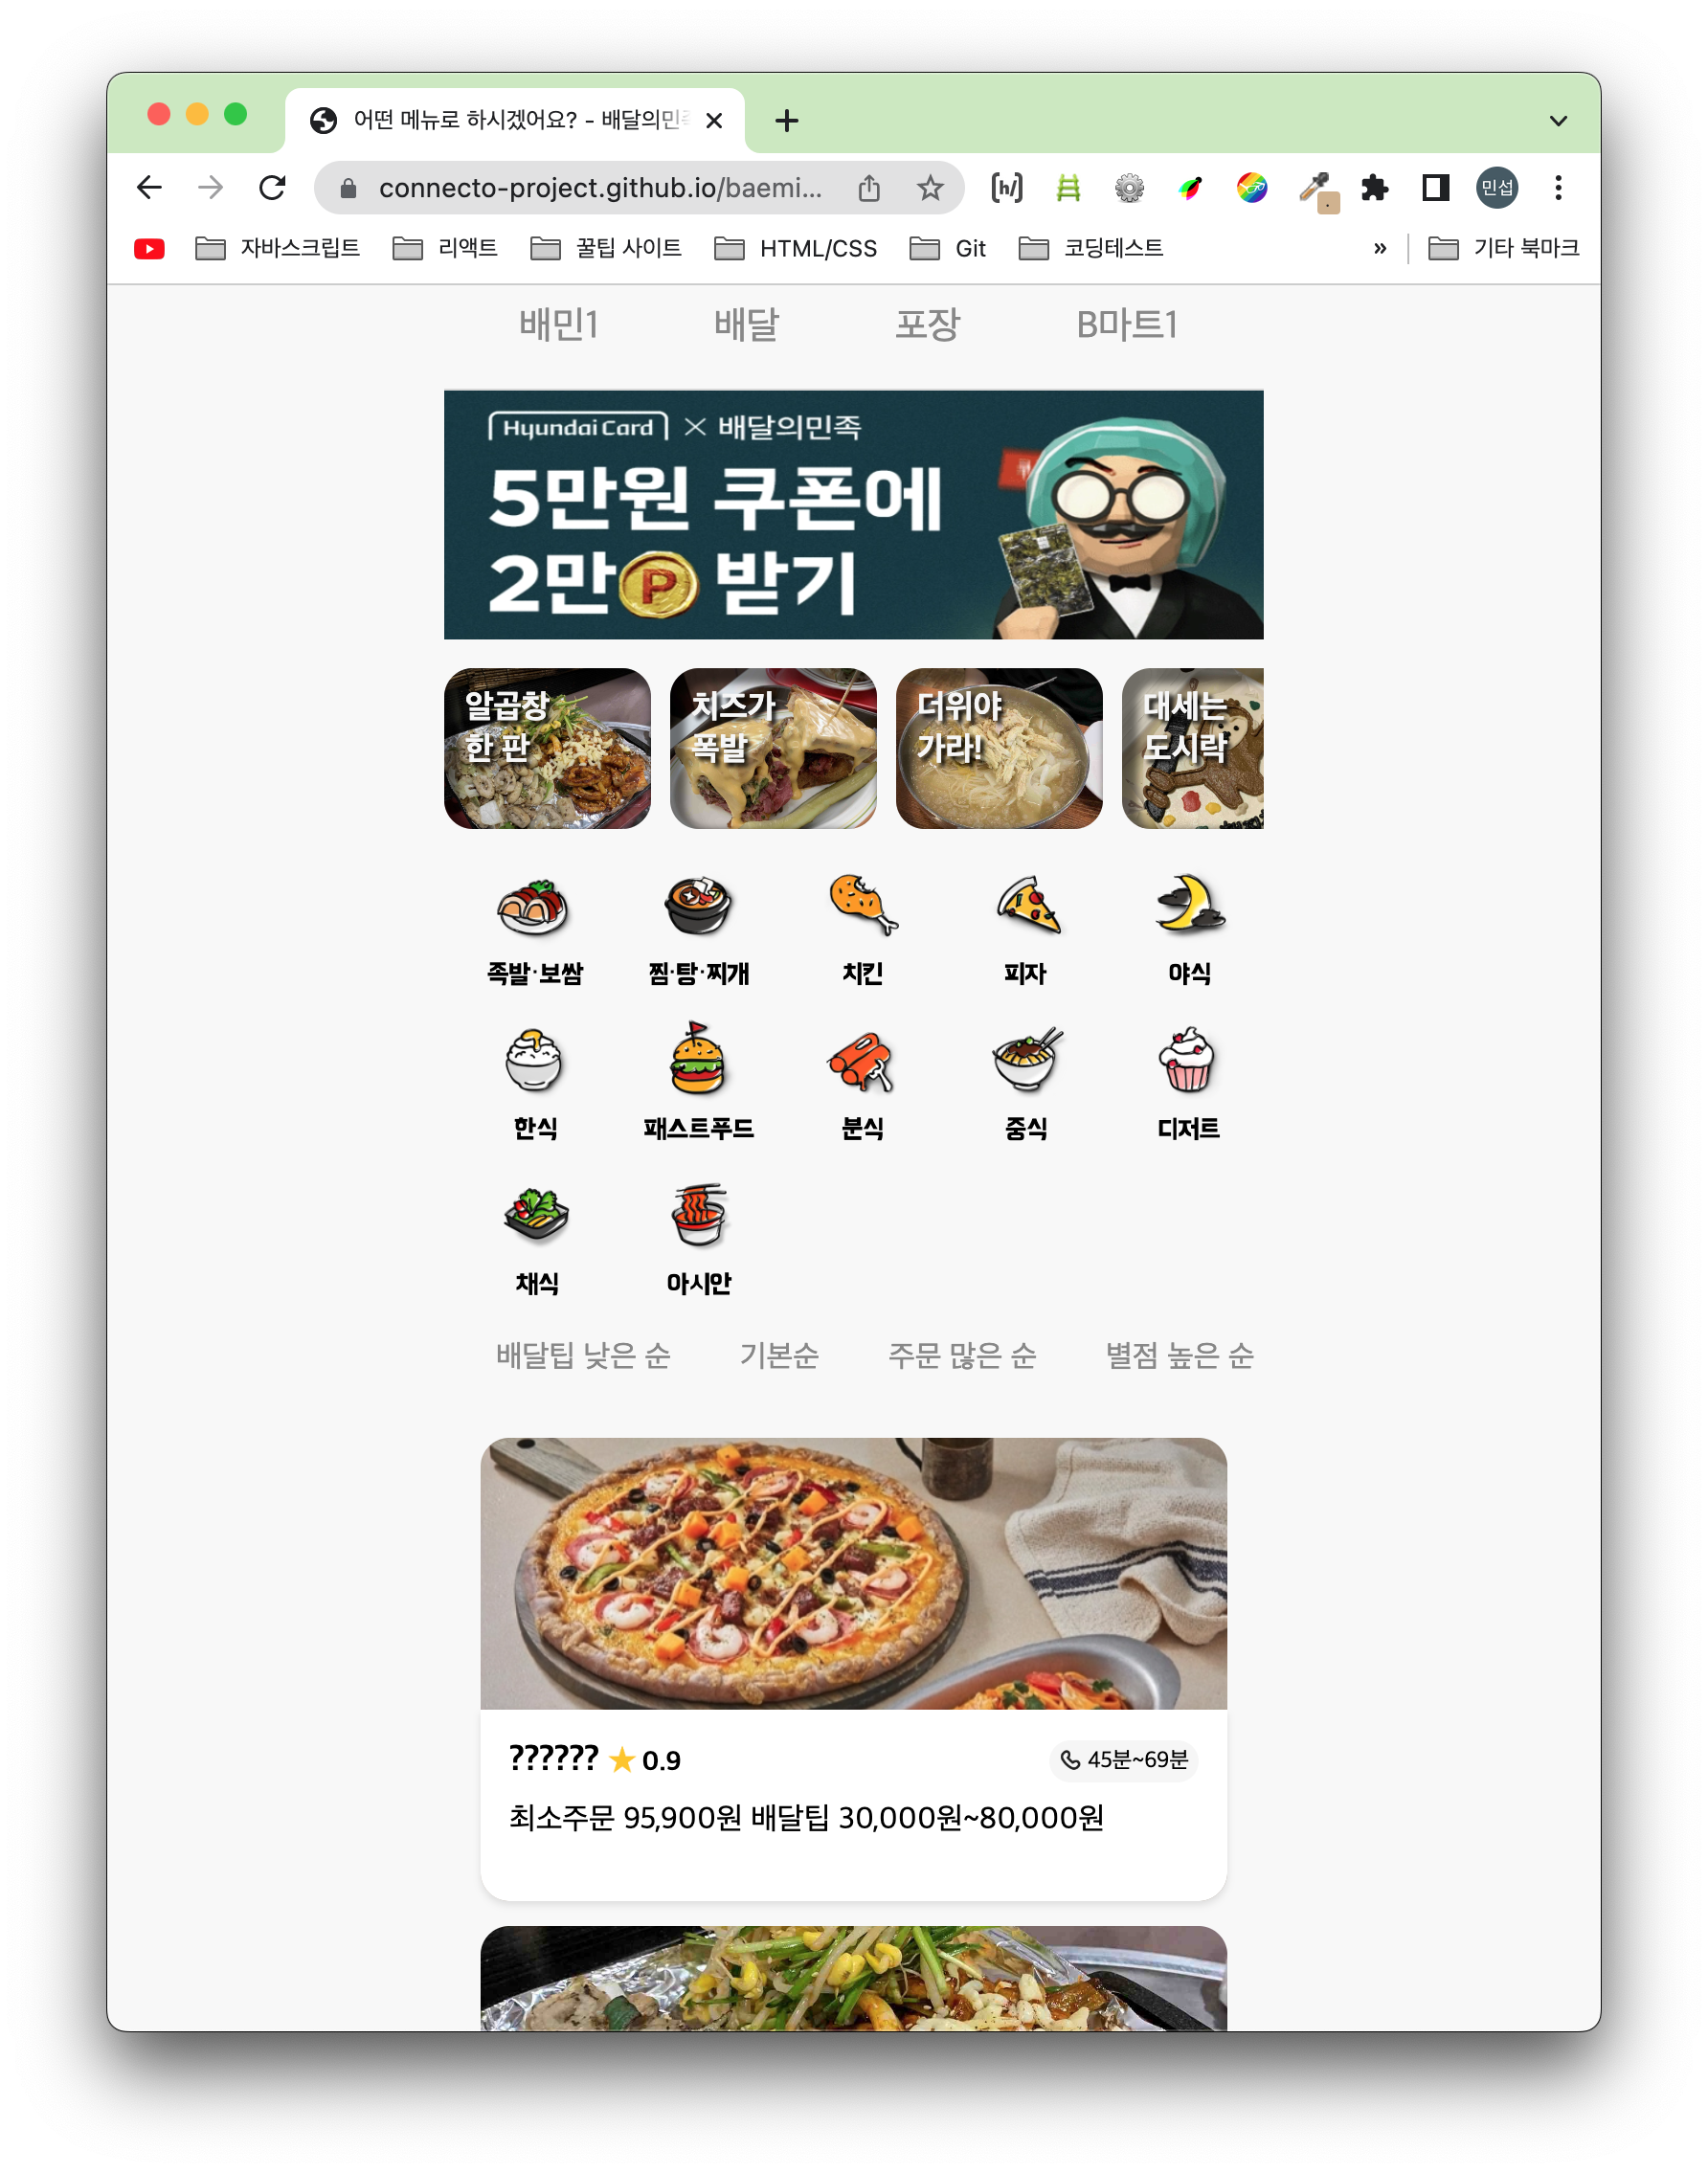 어떤 메뉴로 하시겠어요? - 배달의민
connecto-project.github.io/baemi...
민섭
자바스크립트 리액트 꿀팁 사이트 HTML/CSS Git 코딩테스트 » 기타 북마크
배민1 배달 포장 B마트1
Hyundai Card × 배달의민족
5만원 쿠폰에
2만P 받기
알곱창
한 판
치즈가
폭발
더위야
가라!
대세는
도시락
족발·보쌈 찜·탕·찌개 치킨 피자 야식
한식 패스트푸드 분식 중식 디저트
채식 아시안
배달팁 낮은 순 기본순 주문 많은 순 별점 높은 순
?????? ★ 0.9 45분~69분
최소주문 95,900원 배달팁 30,000원~80,000원